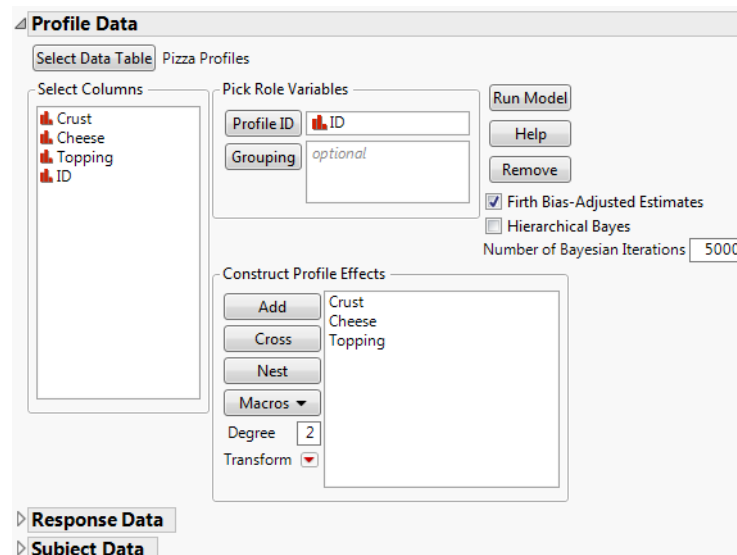 Profile Data
Select Data Table Pizza Profiles
Select Columns
Crust
Cheese
Topping
ID
Pick Role Variables
Profile ID ID
Grouping optional
Run Model
Help
Remove
Firth Bias-Adjusted Estimates
Hierarchical Bayes
Number of Bayesian Iterations 5000
Construct Profile Effects
Add
Cross
Nest
Macros
Degree 2
Transform
Crust
Cheese
Topping
Response Data
Subject Data